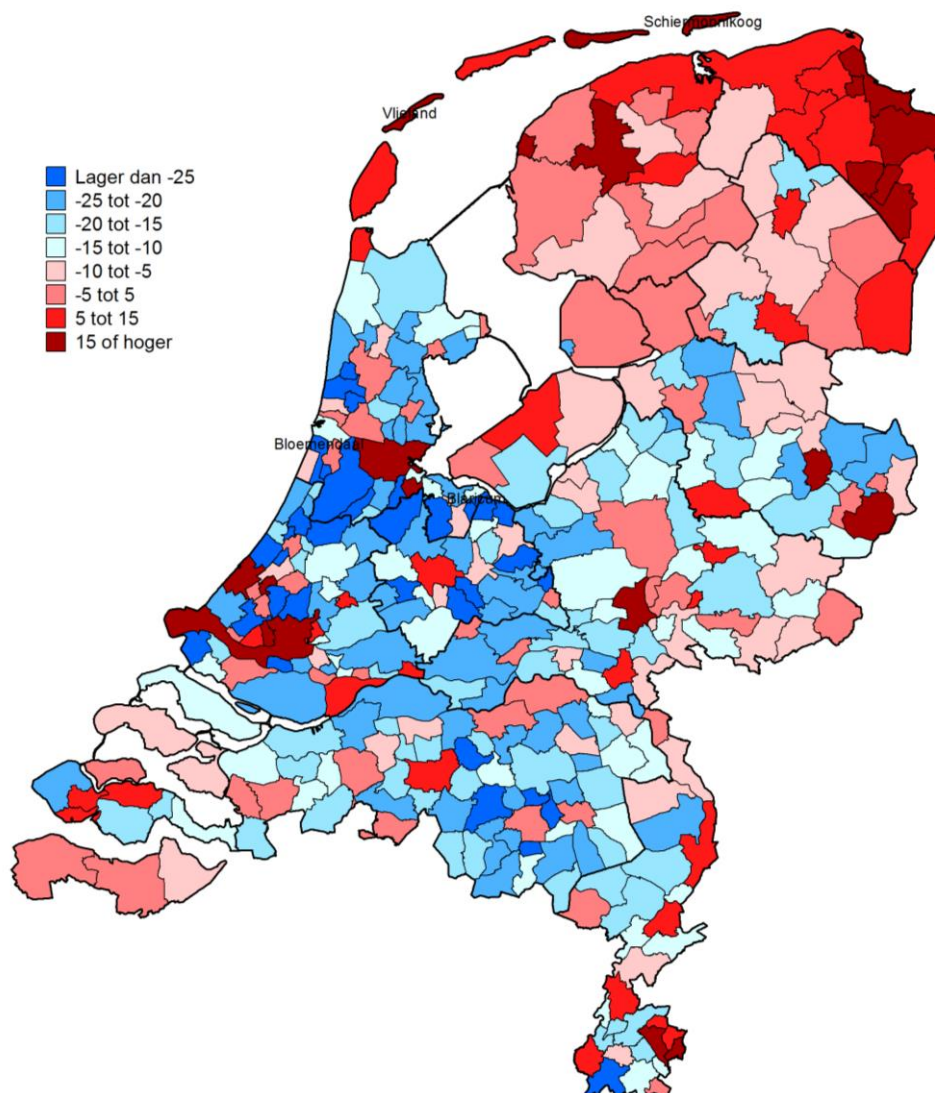 Schiermonnikoog
Vlieland
Lager dan -25
-25 tot -20
-20 tot -15
-15 tot -10
-10 tot -5
-5 tot 5
5 tot 15
15 of hoger
Bloemendaal
Blaricum